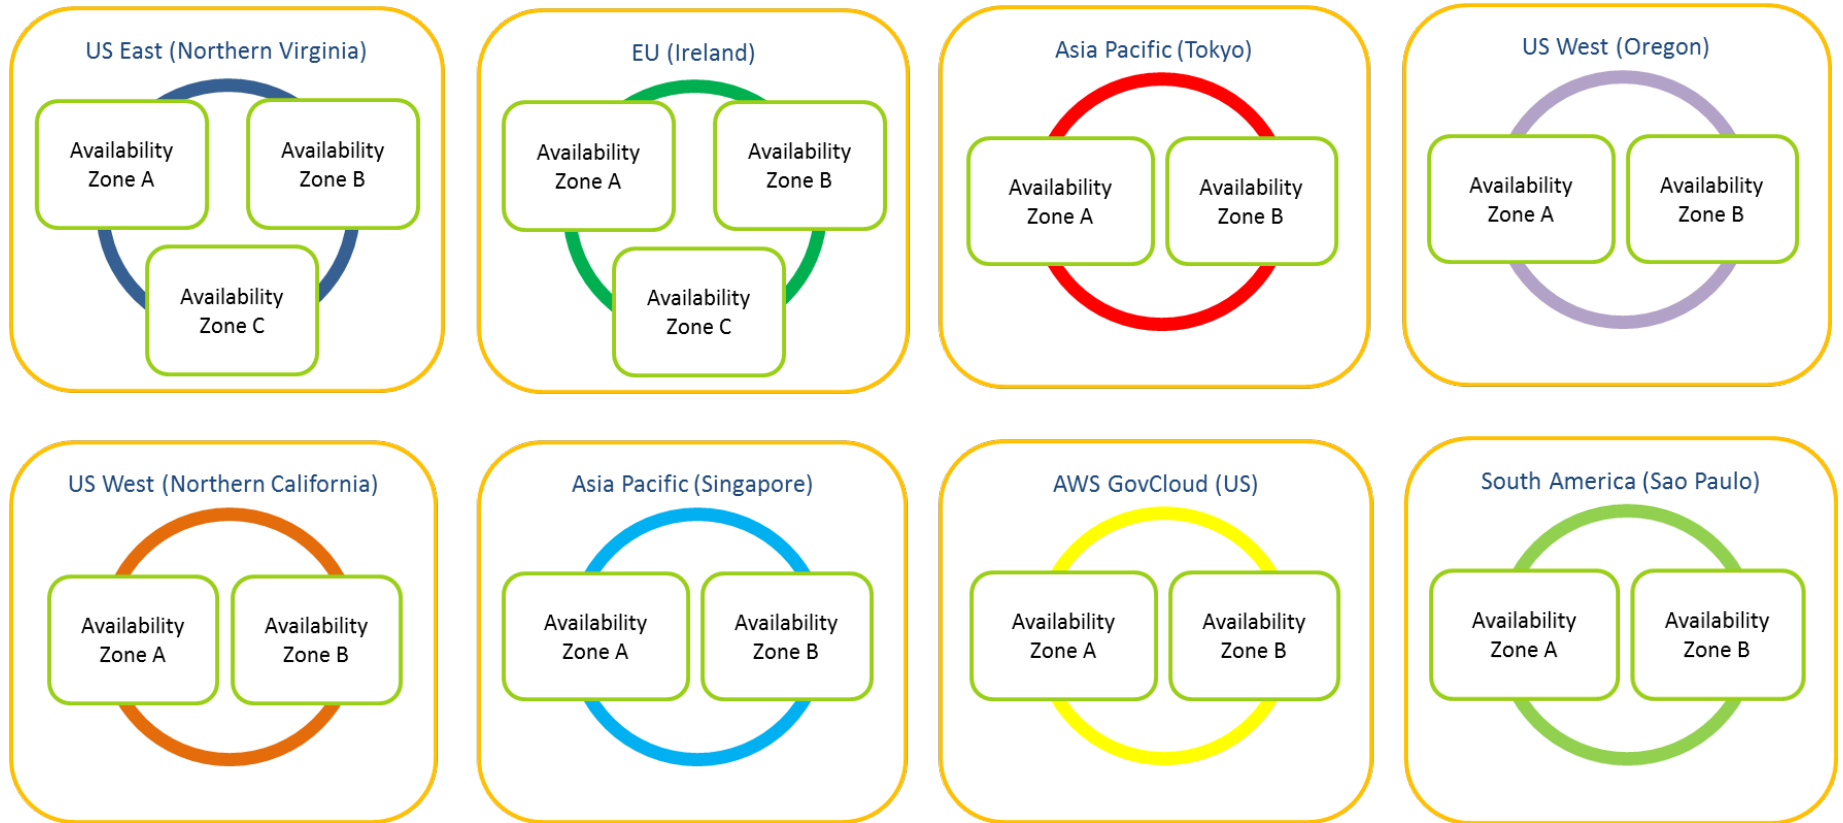 US East (Northern Virginia)
Availability
Zone A
Availability
Zone B
Availability
Zone C
EU (Ireland)
Availability
Zone A
Availability
Zone B
Availability
Zone C
Asia Pacific (Tokyo)
Availability
Zone A
Availability
Zone B
US West (Oregon)
Availability
Zone A
Availability
Zone B
US West (Northern California)
Availability
Zone A
Availability
Zone B
Asia Pacific (Singapore)
Availability
Zone A
Availability
Zone B
AWS GovCloud (US)
Availability
Zone A
Availability
Zone B
South America (Sao Paulo)
Availability
Zone A
Availability
Zone B